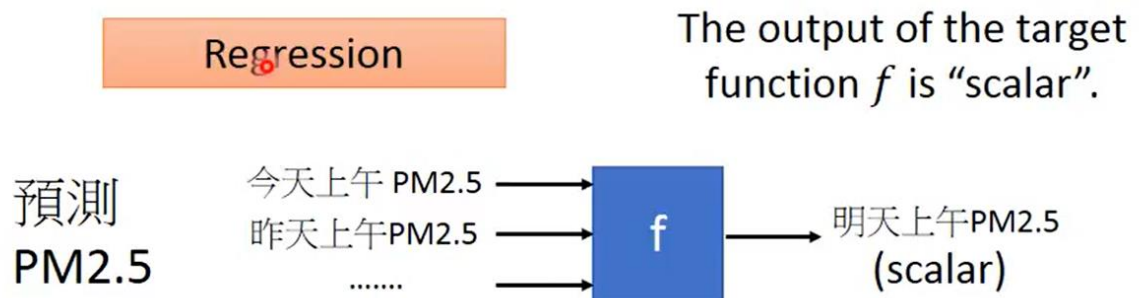 Regression
The output of the target
function f is “scalar”.
預測
PM2.5
今天上午 PM2.5
昨天上午PM2.5
.......
f
明天上午PM2.5
(scalar)